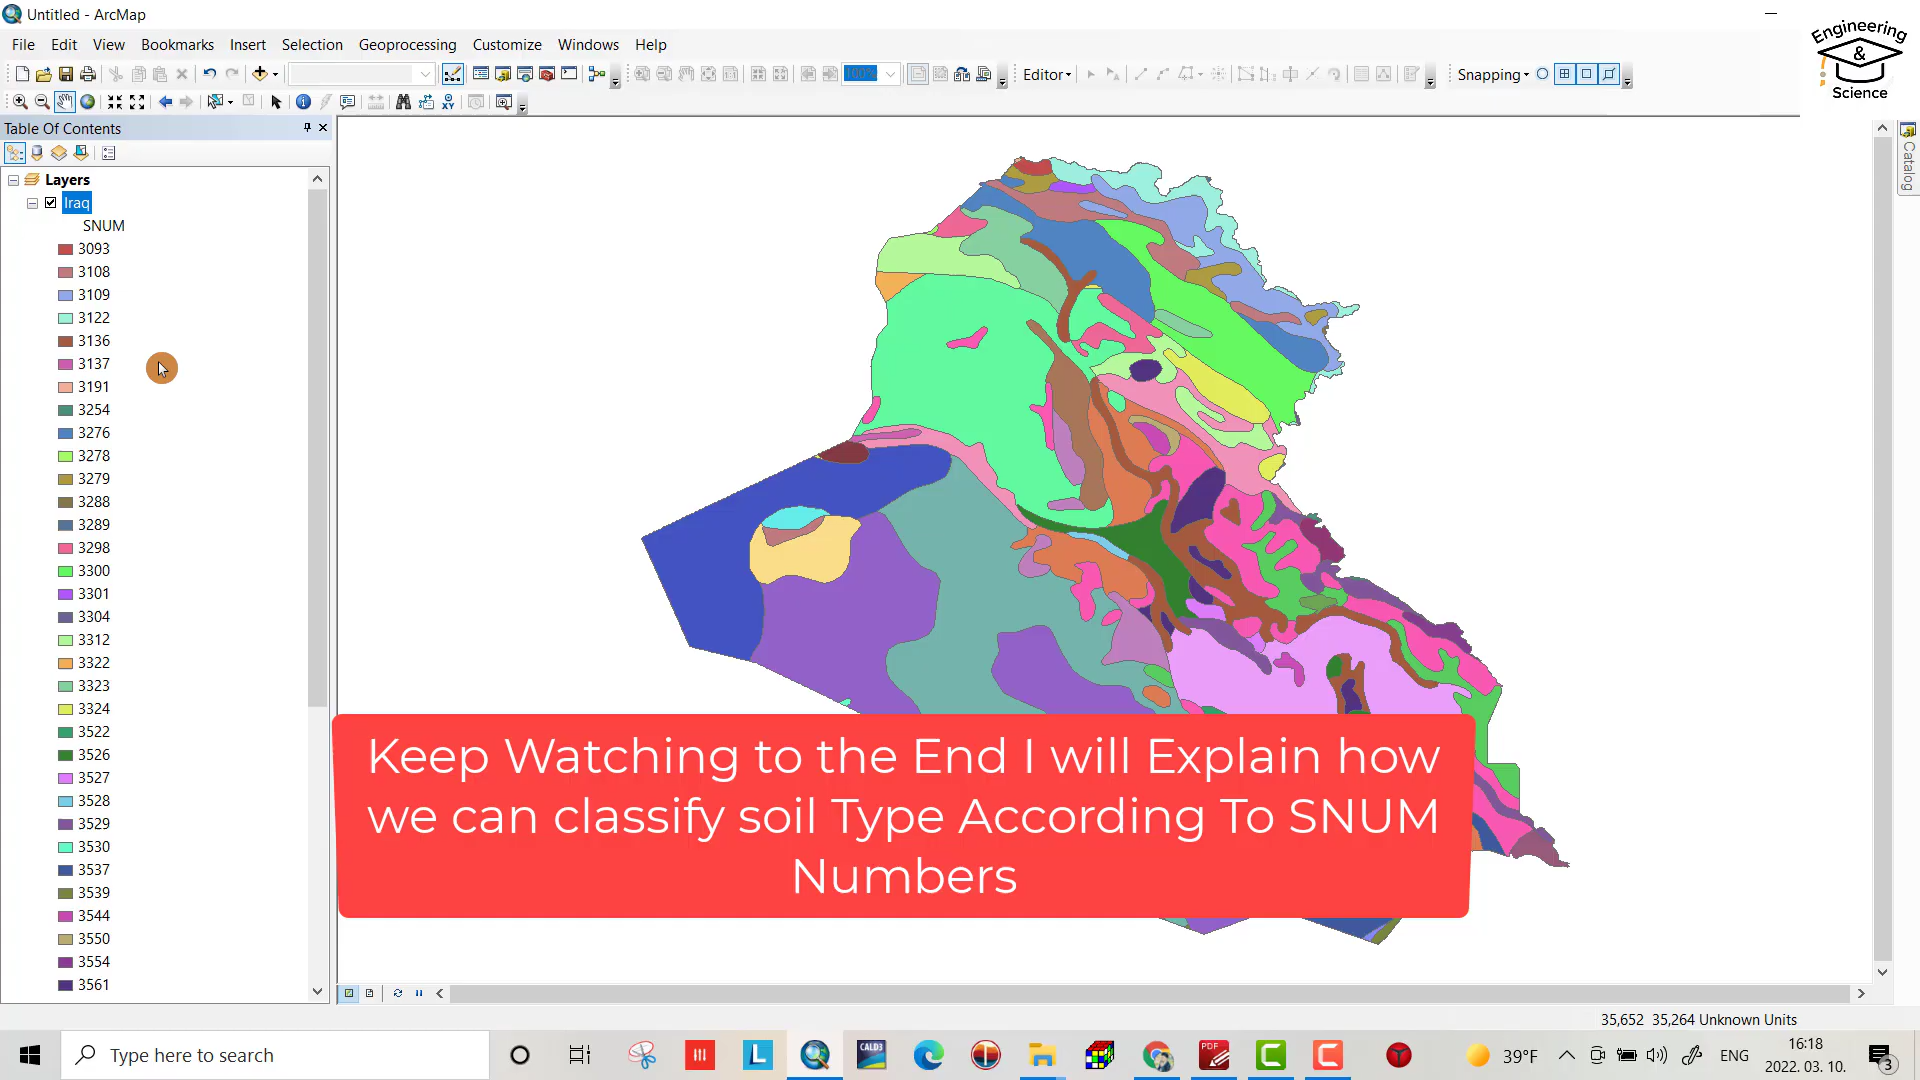 Untitled - ArcMap
File Edit View Bookmarks Insert Selection Geoprocessing Customize Windows Help
Engineering
&
Science
100%
Editor
Snapping
Table Of Contents
Catalog
Layers
Iraq
SNUM
3093
3108
3109
3122
3136
3137
3191
3254
3276
3278
3279
3288
3289
3298
3300
3301
3304
3312
3322
3323
3324
3522
3526
3527
3528
3529
3530
3537
3539
3544
3550
3554
3561
Keep Watching to the End I will Explain how
we can classify soil Type According To SNUM
Numbers
35,652 35,264 Unknown Units
Type here to search
L
CALD3
PDF
C
C
39°F
ENG
16:18
2022. 03. 10.
3